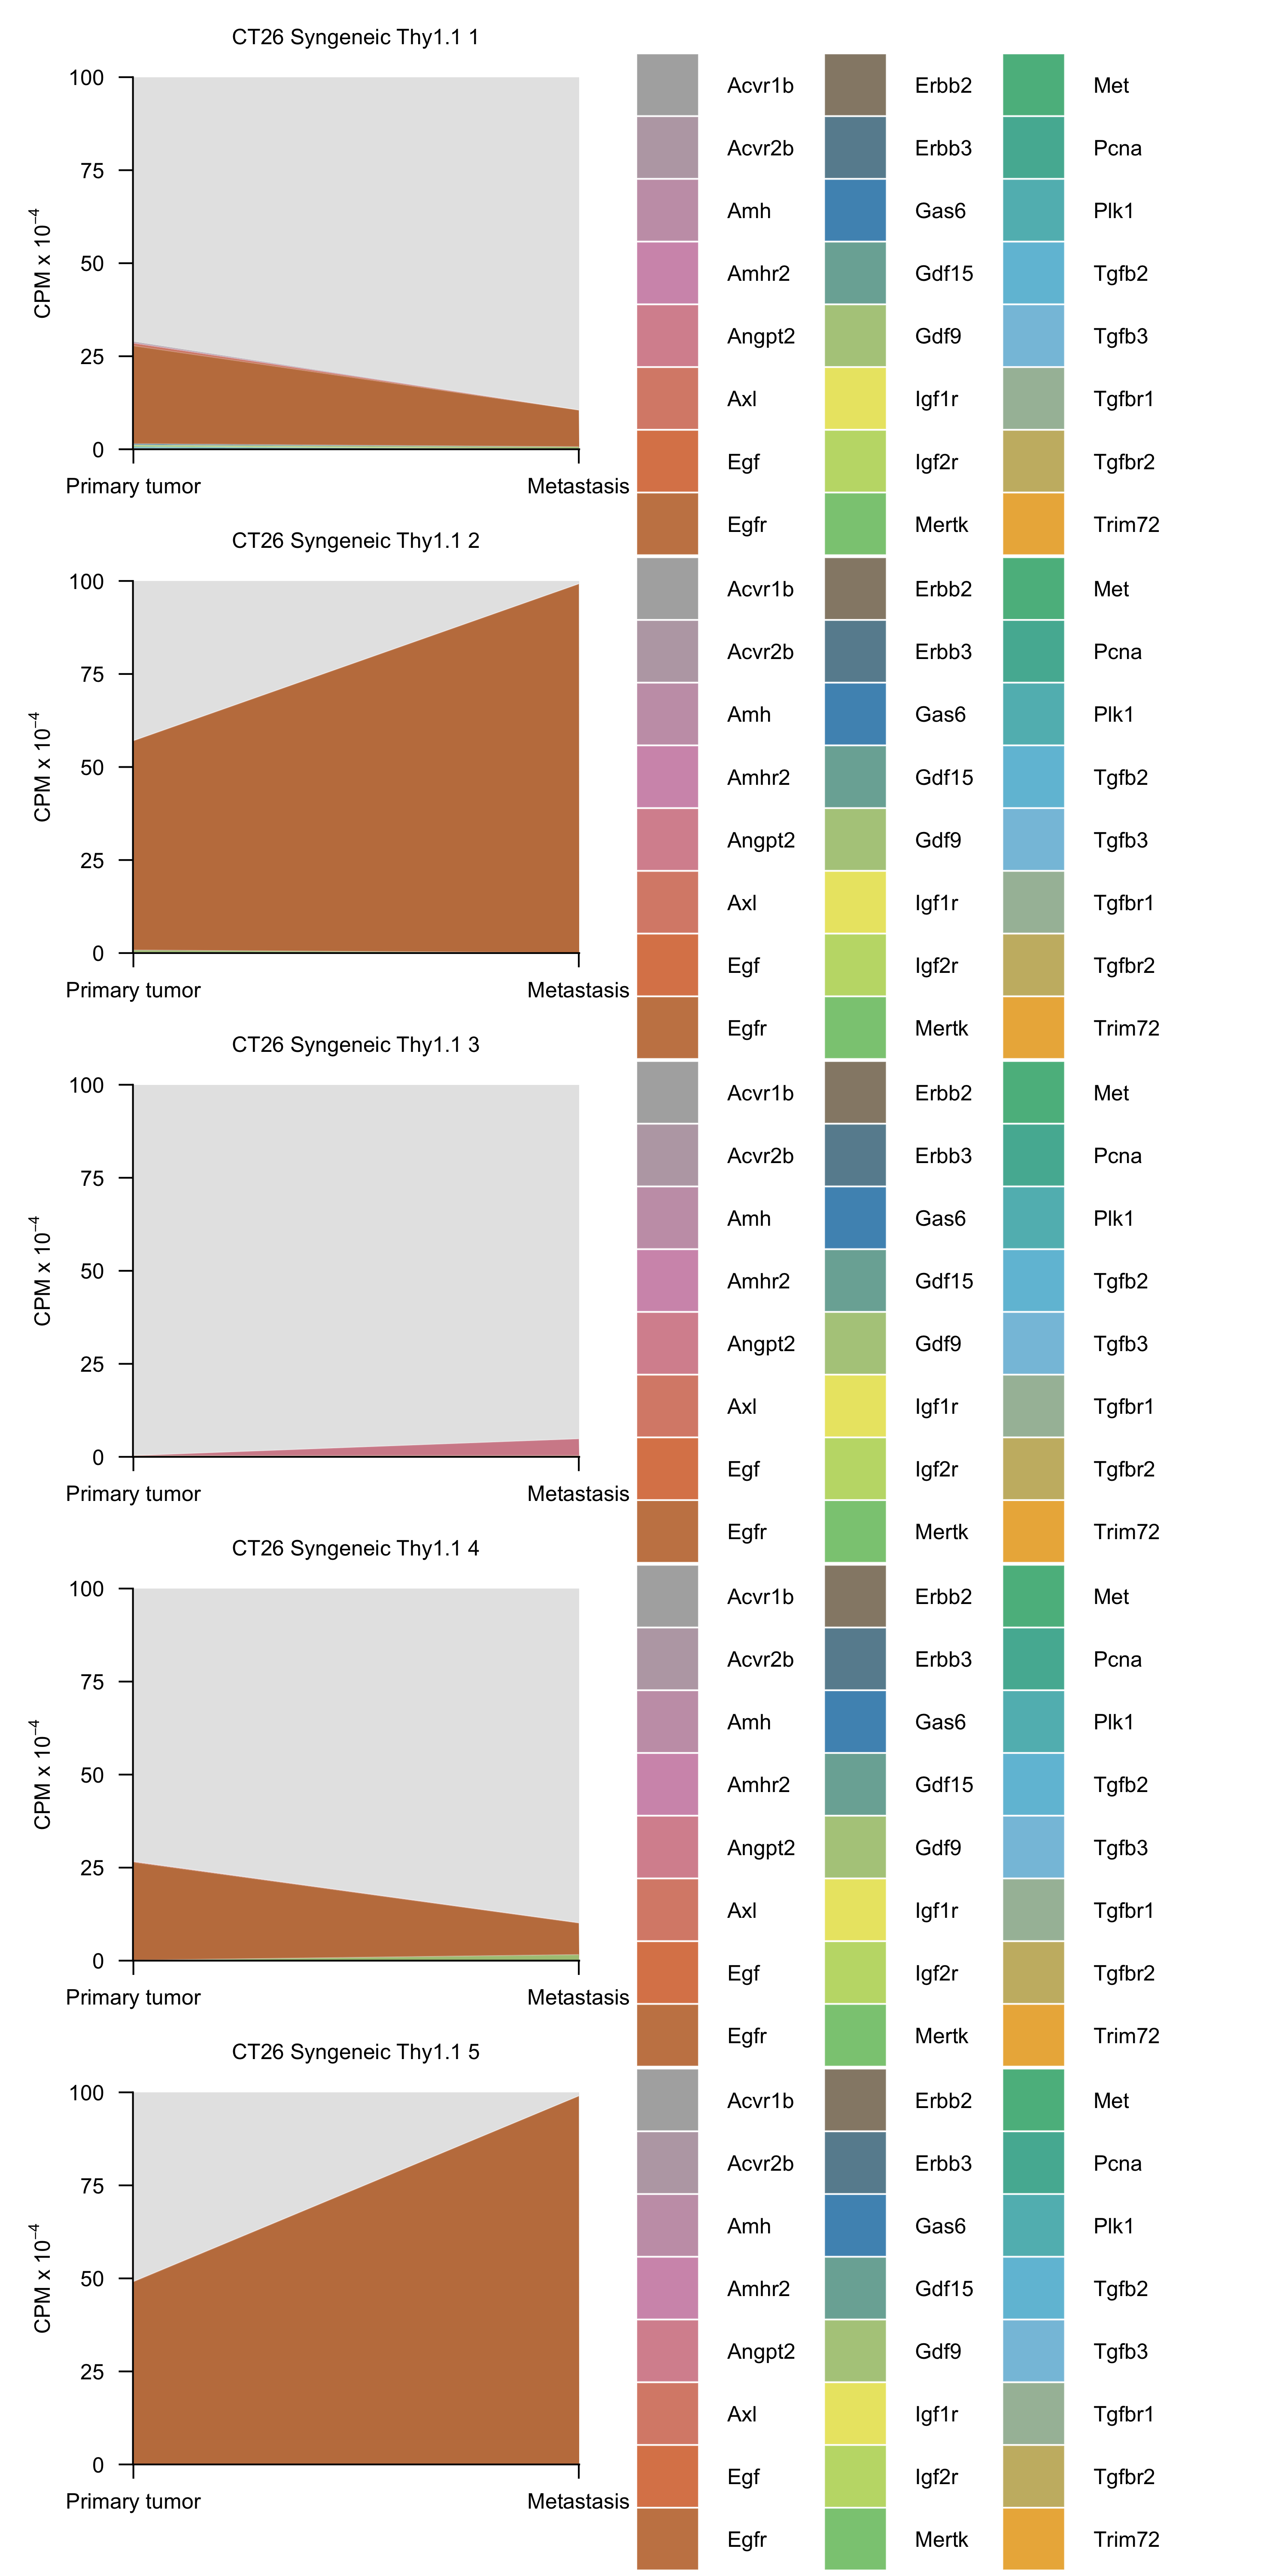 CT26 Syngeneic Thy1.1 1
100
75
50
25
0
CPM x 10⁻⁴
Primary tumor
Metastasis
Acvr1b
Acvr2b
Amh
Amhr2
Angpt2
Axl
Egf
Egfr
Erbb2
Erbb3
Gas6
Gdf15
Gdf9
Igf1r
Igf2r
Mertk
Met
Pcna
Plk1
Tgfb2
Tgfb3
Tgfbr1
Tgfbr2
Trim72
CT26 Syngeneic Thy1.1 2
100
75
50
25
0
CPM x 10⁻⁴
Primary tumor
Metastasis
Acvr1b
Acvr2b
Amh
Amhr2
Angpt2
Axl
Egf
Egfr
Erbb2
Erbb3
Gas6
Gdf15
Gdf9
Igf1r
Igf2r
Mertk
Met
Pcna
Plk1
Tgfb2
Tgfb3
Tgfbr1
Tgfbr2
Trim72
CT26 Syngeneic Thy1.1 3
100
75
50
25
0
CPM x 10⁻⁴
Primary tumor
Metastasis
Acvr1b
Acvr2b
Amh
Amhr2
Angpt2
Axl
Egf
Egfr
Erbb2
Erbb3
Gas6
Gdf15
Gdf9
Igf1r
Igf2r
Mertk
Met
Pcna
Plk1
Tgfb2
Tgfb3
Tgfbr1
Tgfbr2
Trim72
CT26 Syngeneic Thy1.1 4
100
75
50
25
0
CPM x 10⁻⁴
Primary tumor
Metastasis
Acvr1b
Acvr2b
Amh
Amhr2
Angpt2
Axl
Egf
Egfr
Erbb2
Erbb3
Gas6
Gdf15
Gdf9
Igf1r
Igf2r
Mertk
Met
Pcna
Plk1
Tgfb2
Tgfb3
Tgfbr1
Tgfbr2
Trim72
CT26 Syngeneic Thy1.1 5
100
75
50
25
0
CPM x 10⁻⁴
Primary tumor
Metastasis
Acvr1b
Acvr2b
Amh
Amhr2
Angpt2
Axl
Egf
Egfr
Erbb2
Erbb3
Gas6
Gdf15
Gdf9
Igf1r
Igf2r
Mertk
Met
Pcna
Plk1
Tgfb2
Tgfb3
Tgfbr1
Tgfbr2
Trim72